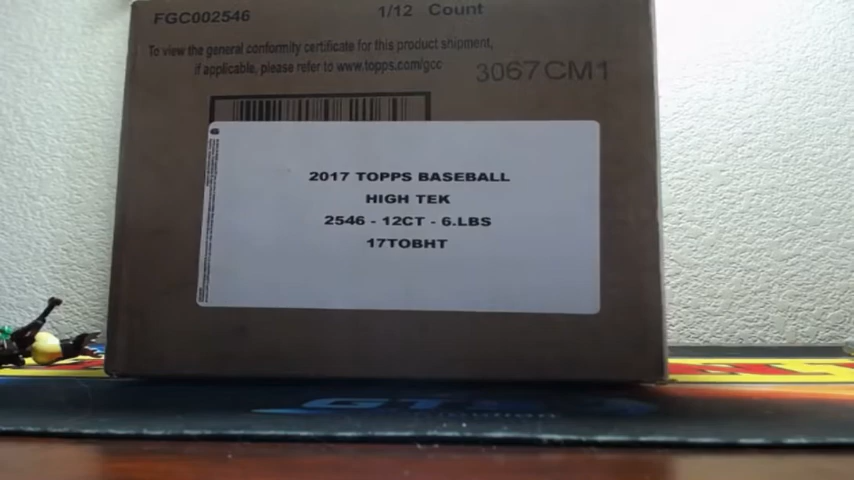 FGC002546
1/12 Count
To view the general conformity certificate for this product shipment,
if applicable, please refer to www.topps.com/gcc
3067CM1
2017 TOPPS BASEBALL
HIGH TEK
2546 - 12CT - 6.LBS
17TOBHT
GTS